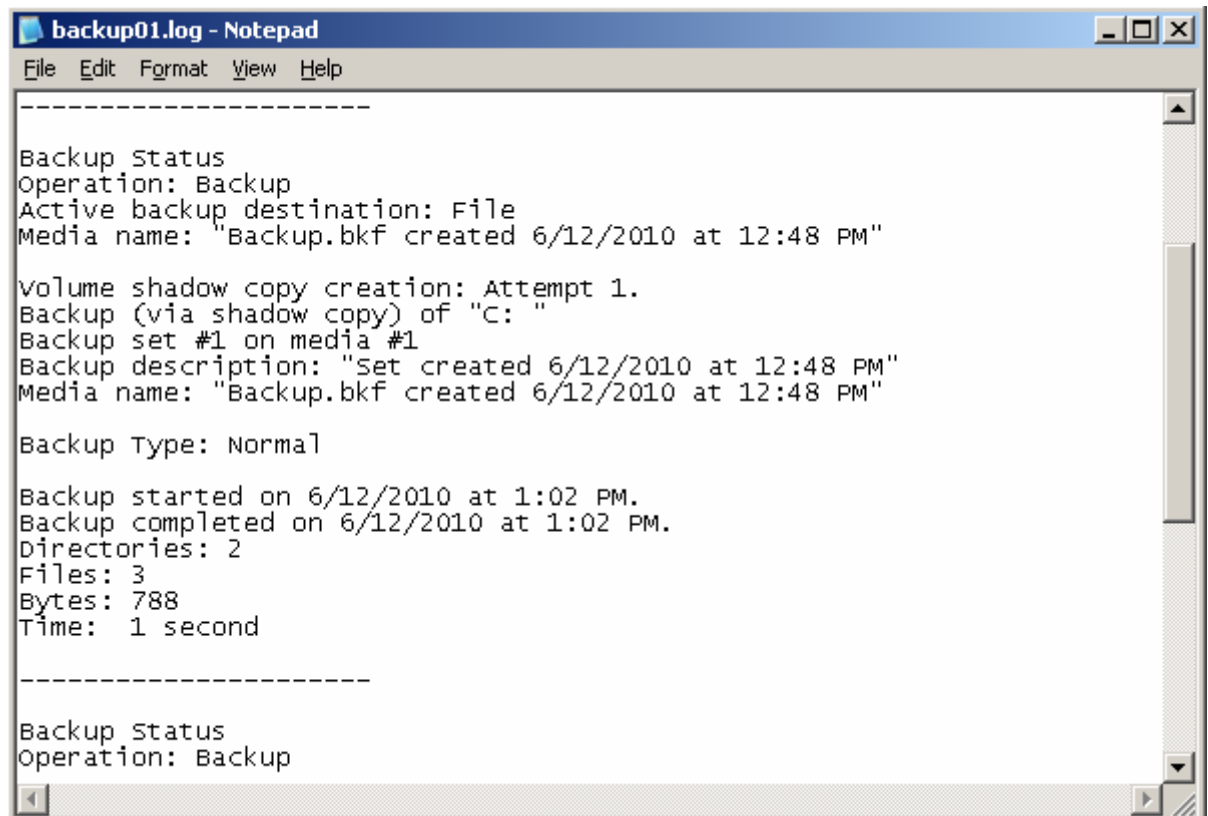 backup01.log - Notepad
File Edit Format View Help
----------------------
Backup Status
Operation: Backup
Active backup destination: File
Media name: "Backup.bkf created 6/12/2010 at 12:48 PM"
Volume shadow copy creation: Attempt 1.
Backup (via shadow copy) of "C: "
Backup set #1 on media #1
Backup description: "Set created 6/12/2010 at 12:48 PM"
Media name: "Backup.bkf created 6/12/2010 at 12:48 PM"
Backup Type: Normal
Backup started on 6/12/2010 at 1:02 PM.
Backup completed on 6/12/2010 at 1:02 PM.
Directories: 2
Files: 3
Bytes: 788
Time:  1 second
----------------------
Backup Status
Operation: Backup